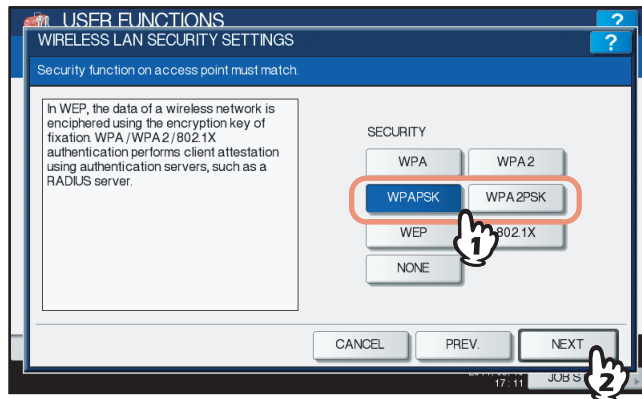 USER FUNCTIONS
?
WIRELESS LAN SECURITY SETTINGS
?
Security function on access point must match.
In WEP, the data of a wireless network is
enciphered using the encryption key of
fixation. WPA/WPA2/802.1X
authentication performs client attestation
using authentication servers, such as a
RADIUS server.
SECURITY
WPA WPA2
WPAPSK WPA2PSK
WEP 802.1X
1
NONE
CANCEL PREV. NEXT
2
17:11 JOB S